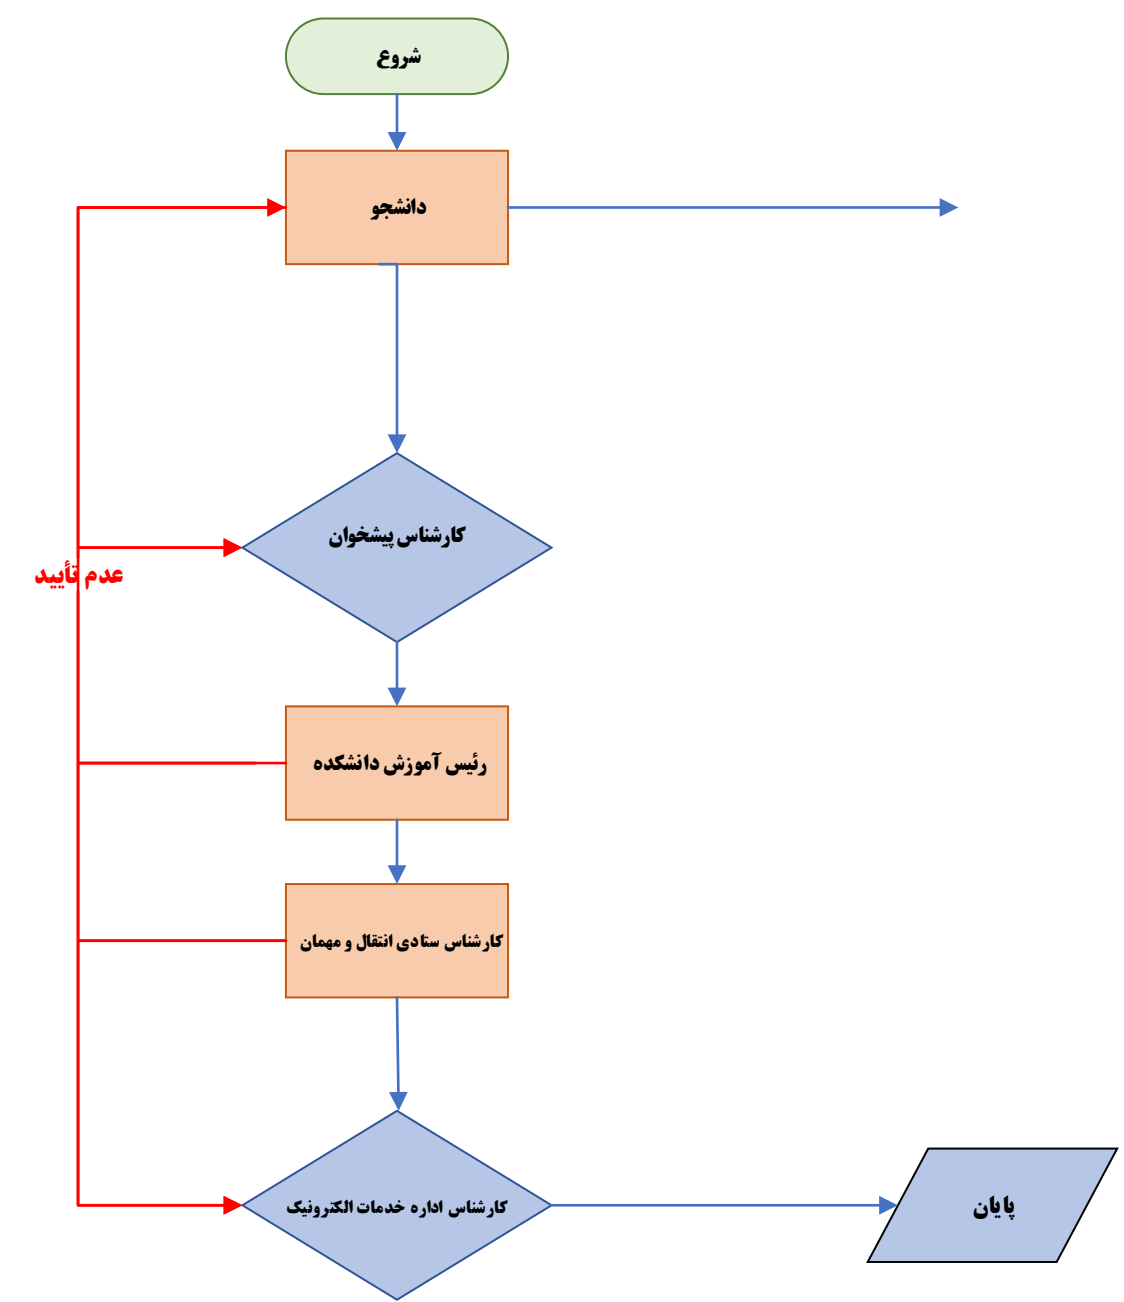 شروع
دانشجو
کارشناس پیشخوان
عدم تأیید
رئیس آموزش دانشکده
کارشناس ستادی انتقال و مهمان
کارشناس اداره خدمات الکترونیک
پایان